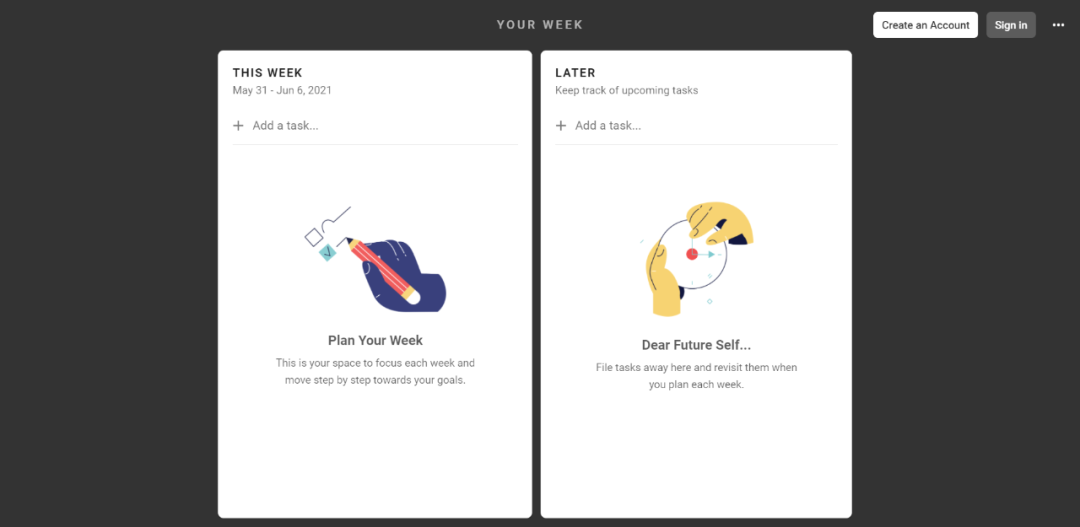 YOUR WEEK
Create an Account
Sign in
THIS WEEK
May 31 - Jun 6, 2021
Add a task...
Plan Your Week
This is your space to focus each week and
move step by step towards your goals.
LATER
Keep track of upcoming tasks
Add a task...
Dear Future Self...
File tasks away here and revisit them when
you plan each week.